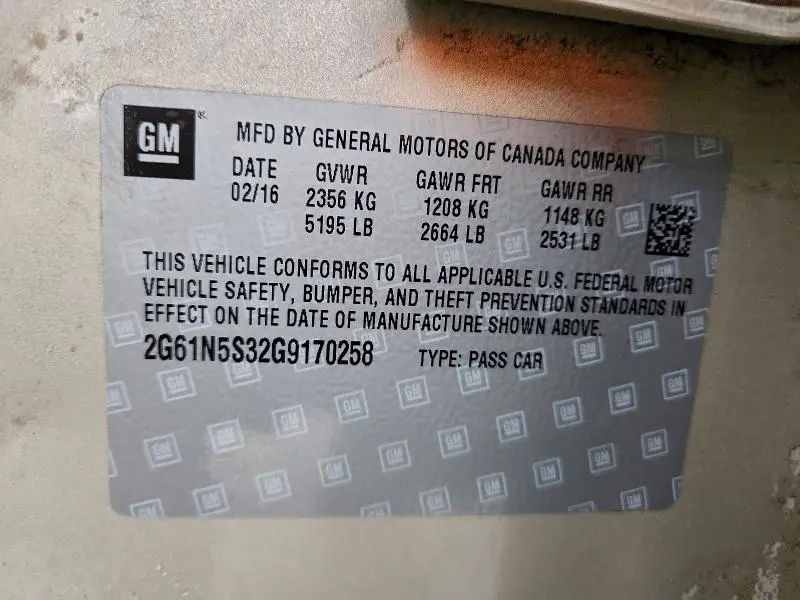 GM
MFD BY GENERAL MOTORS OF CANADA COMPANY
DATE GVWR GAWR FRT GAWR RR
02/16 2356 KG 1208 KG 1148 KG
5195 LB 2664 LB 2531 LB
THIS VEHICLE CONFORMS TO ALL APPLICABLE U.S. FEDERAL MOTOR
VEHICLE SAFETY, BUMPER, AND THEFT PREVENTION STANDARDS IN
EFFECT ON THE DATE OF MANUFACTURE SHOWN ABOVE.
2G61N5S32G9170258 TYPE: PASS CAR